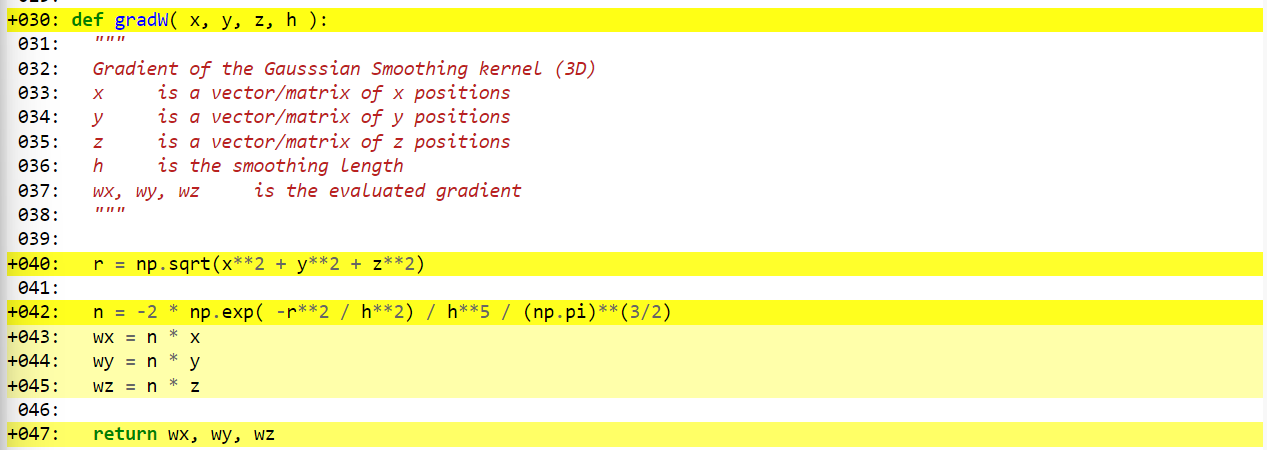 +030: def gradW( x, y, z, h ):
031: """
032: Gradient of the Gausssian Smoothing kernel (3D)
033: x     is a vector/matrix of x positions
034: y     is a vector/matrix of y positions
035: z     is a vector/matrix of z positions
036: h     is the smoothing length
037: wx, wy, wz     is the evaluated gradient
038: """
039:
+040: r = np.sqrt(x**2 + y**2 + z**2)
041:
+042: n = -2 * np.exp( -r**2 / h**2) / h**5 / (np.pi)**(3/2)
+043: wx = n * x
+044: wy = n * y
+045: wz = n * z
046:
+047: return wx, wy, wz